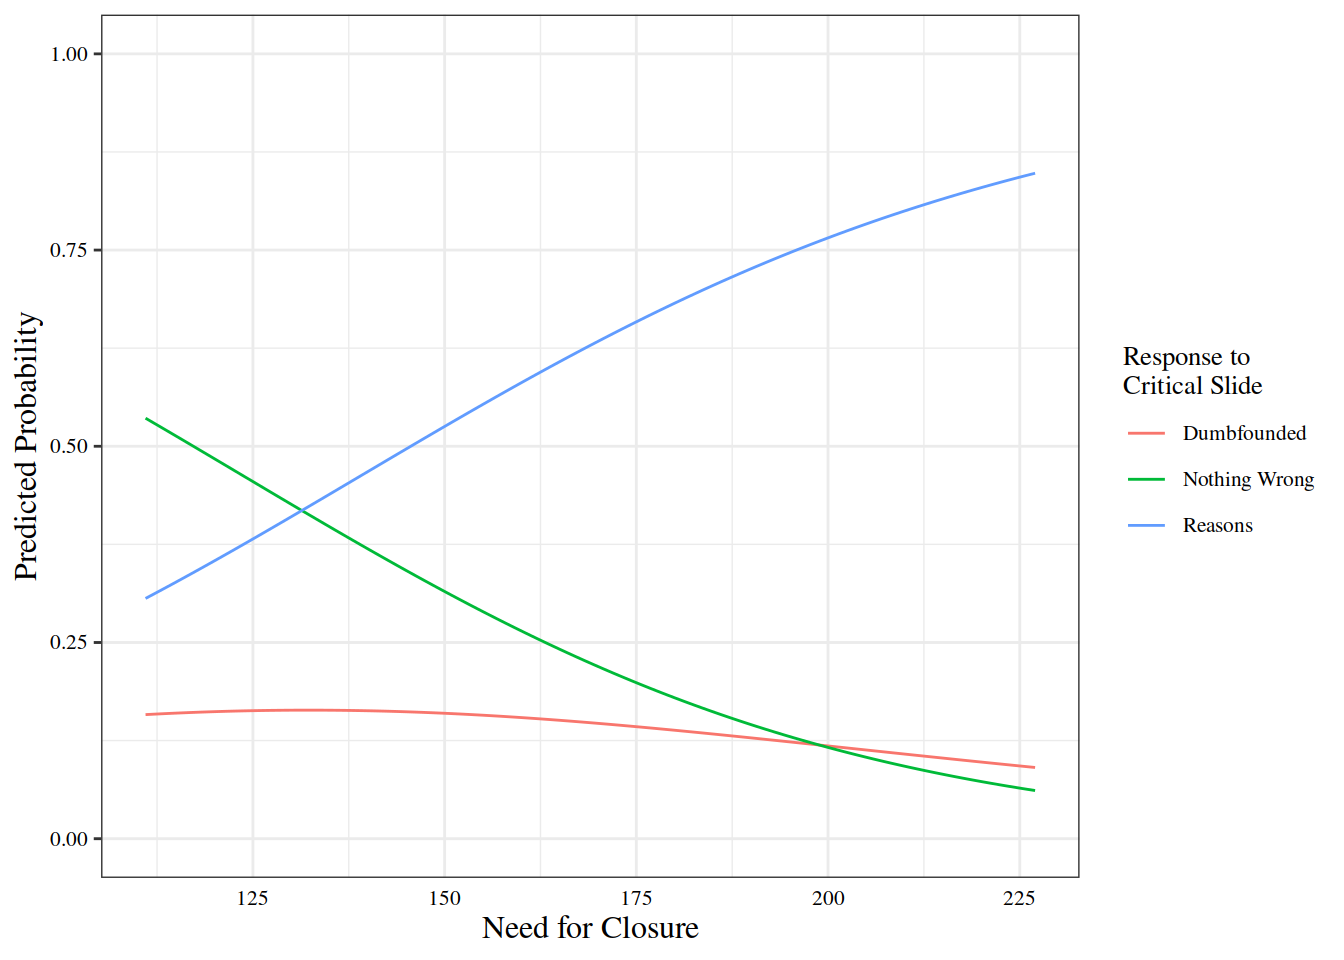 1.00
0.75
0.50
0.25
0.00
Predicted Probability
125 150 175 200 225
Need for Closure
Response to
Critical Slide
Dumbfounded
Nothing Wrong
Reasons